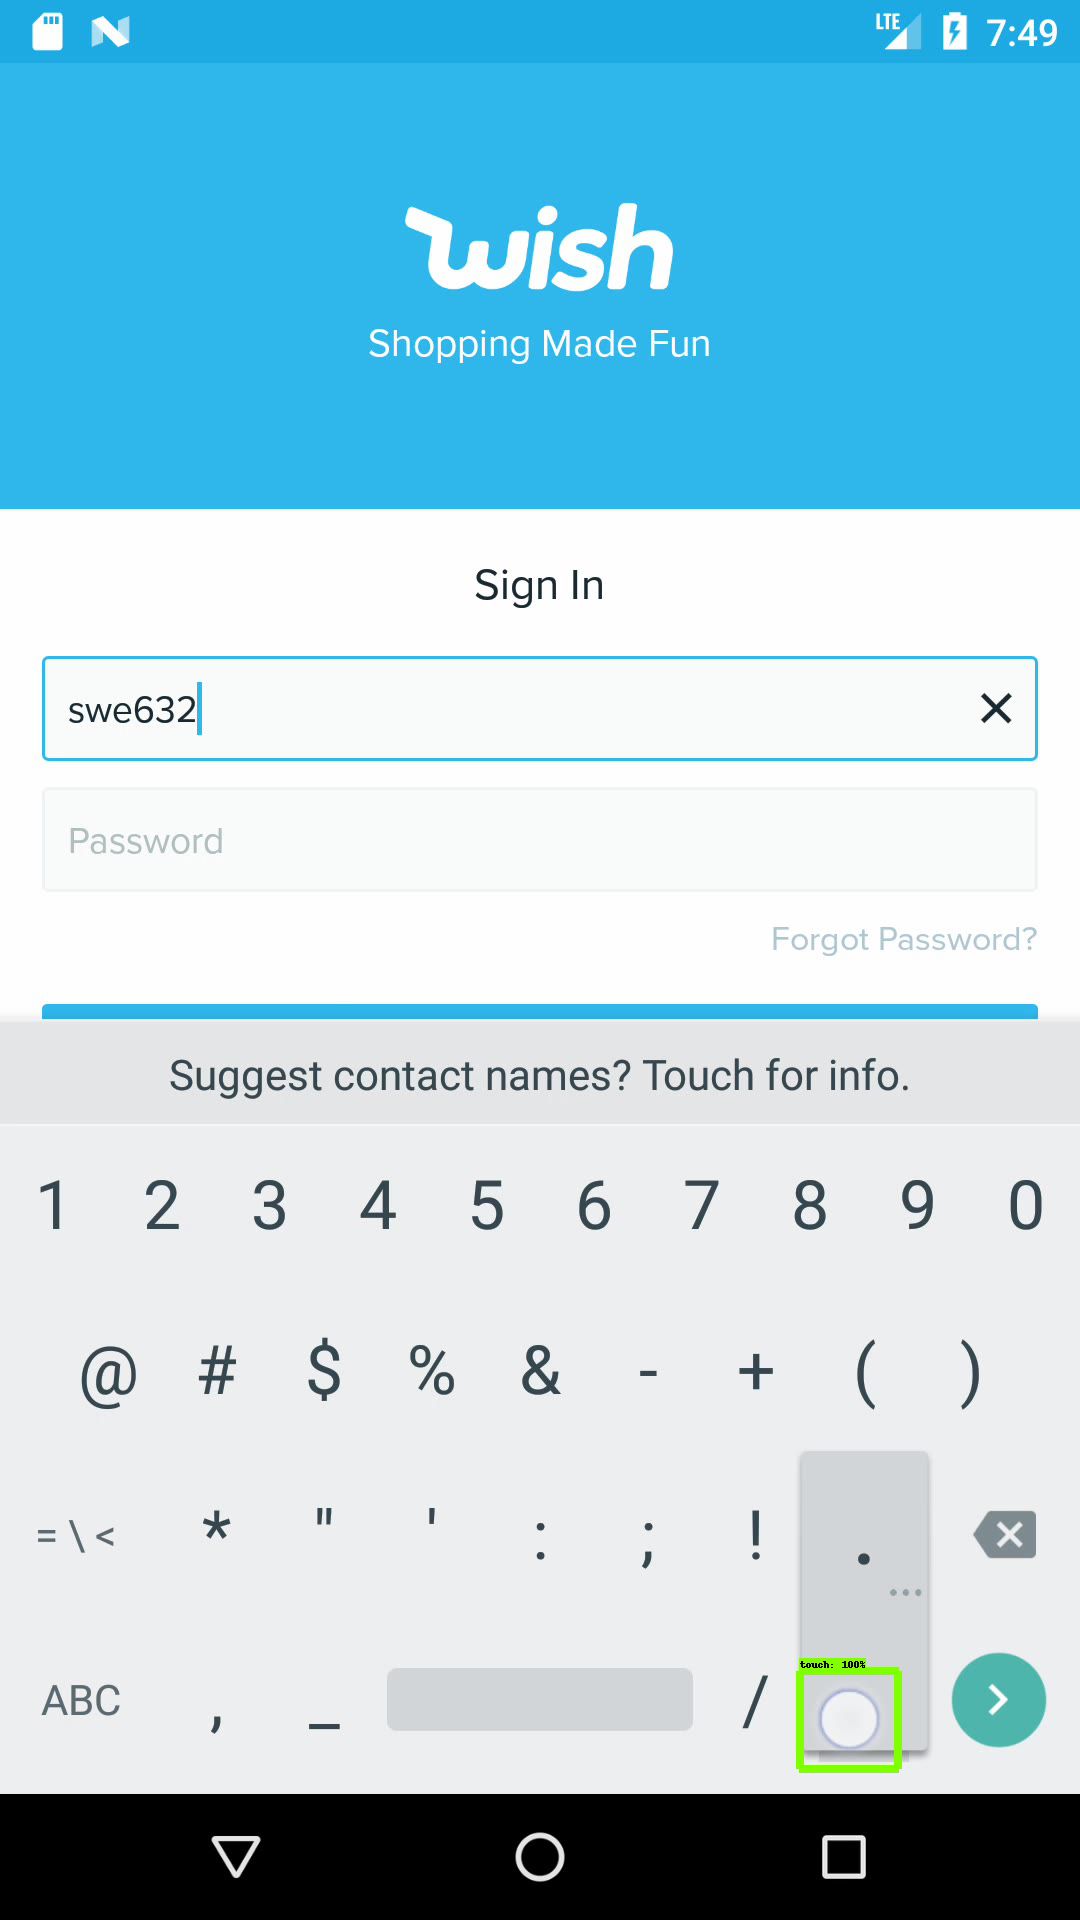 LTE 7:49
wish
Shopping Made Fun
Sign In
swe632
Password
Forgot Password?
Suggest contact names? Touch for info.
1 2 3 4 5 6 7 8 9 0
@ # $ % & - + ( )
= \ < * " ' : ; ! .
touch: 100%
ABC , _ /